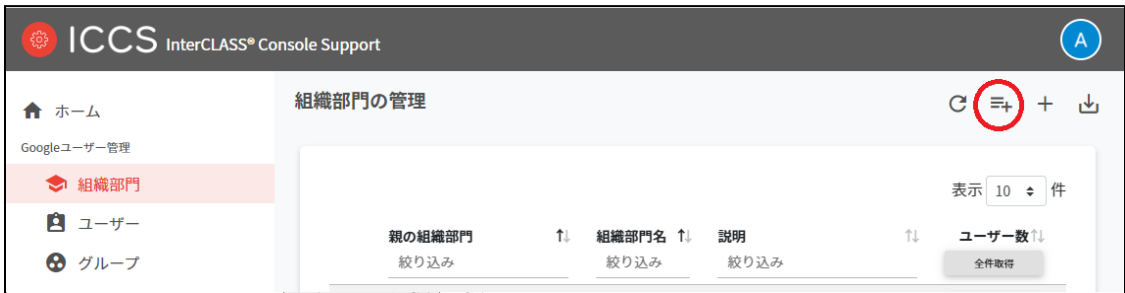 ICCS InterCLASS® Console Support
A
ホーム
組織部門の管理
Googleユーザー管理
組織部門
表示 10 件
ユーザー
親の組織部門 組織部門名 説明 ユーザー数
絞り込み 絞り込み 絞り込み 全件取得
グループ